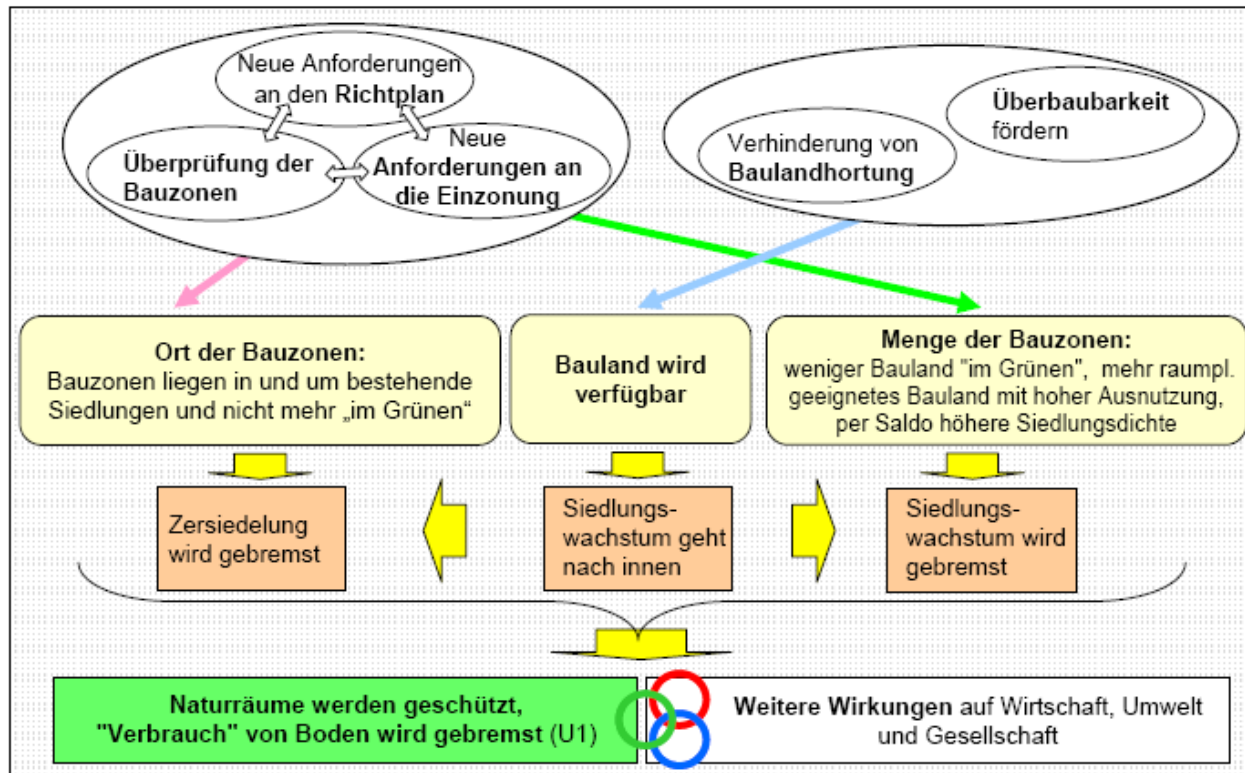 Neue Anforderungen
an den Richtplan
Überprüfung der
Bauzonen
Neue
Anforderungen an
die Einzonung
Überbaubarkeit
fördern
Verhinderung von
Baulandhortung
Ort der Bauzonen:
Bauzonen liegen in und um bestehende
Siedlungen und nicht mehr „im Grünen“
Bauland wird
verfügbar
Menge der Bauzonen:
weniger Bauland "im Grünen", mehr raumpl.
geeignetes Bauland mit hoher Ausnutzung,
per Saldo höhere Siedlungsdichte
Zersiedelung
wird gebremst
Siedlungs-
wachstum geht
nach innen
Siedlungs-
wachstum wird
gebremst
Naturräume werden geschützt,
"Verbrauch" von Boden wird gebremst (U1)
Weitere Wirkungen auf Wirtschaft, Umwelt
und Gesellschaft